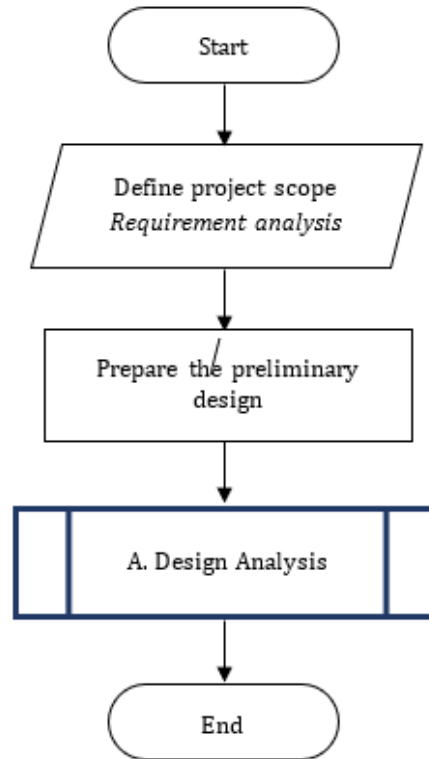 Start
Define project scope
Requirement analysis
Prepare the preliminary
design
A. Design Analysis
End